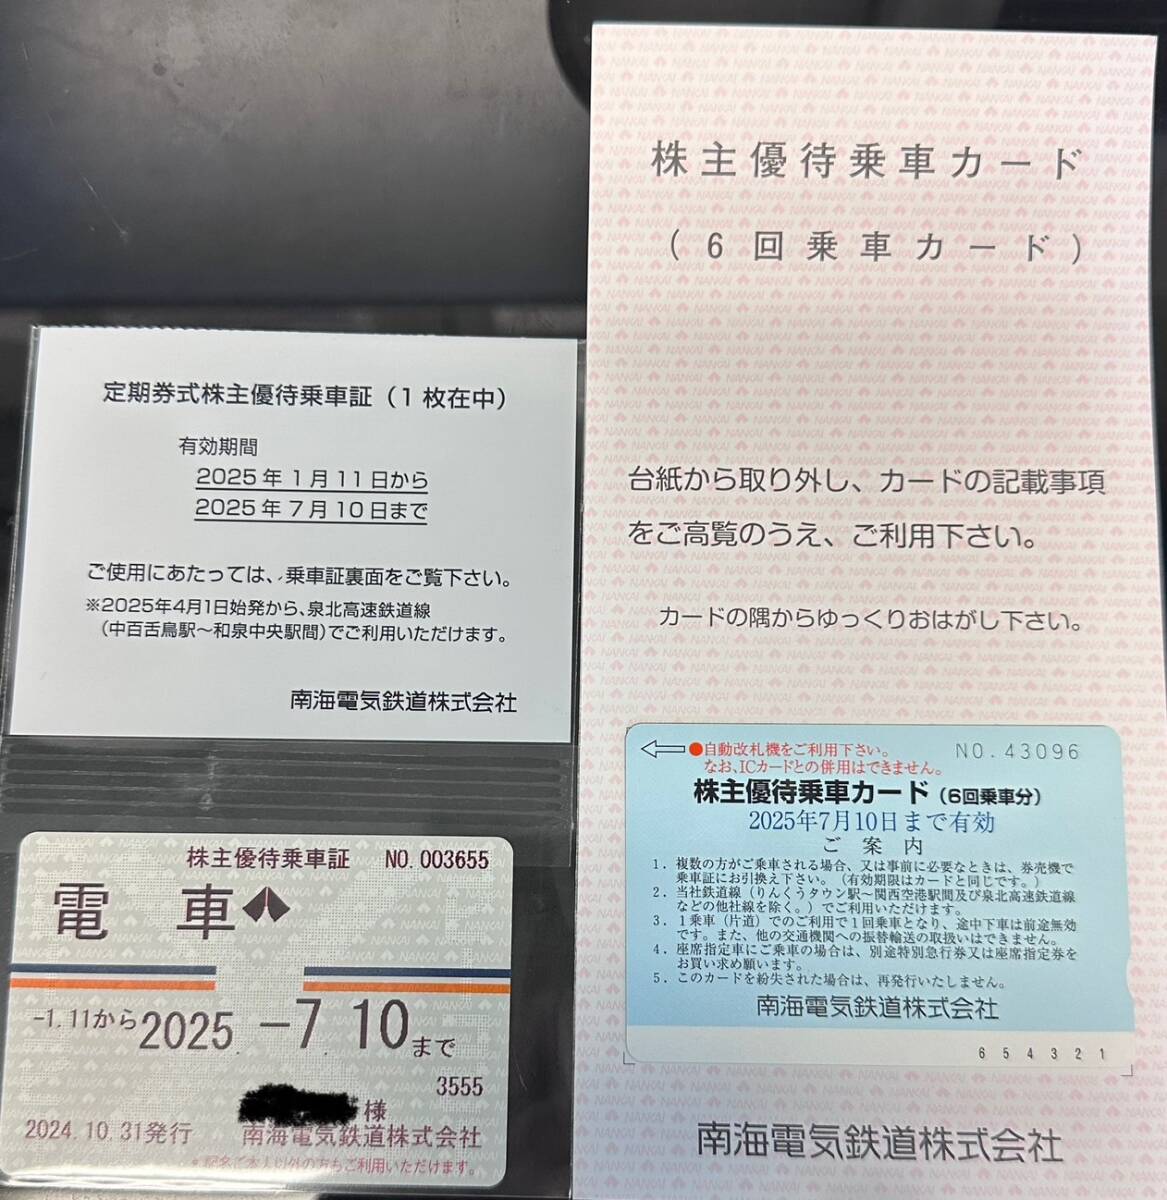 定期券式株主優待乗車証（1枚在中）
有効期間
2025年1月11日から
2025年7月10日まで
ご使用にあたっては、乗車証裏面をご覧下さい。
※2025年4月1日始発から、泉北高速鉄道線
（中百舌鳥駅～和泉中央駅間）でご利用いただけます。
南海電気鉄道株式会社
株主優待乗車証 NO.003655
電車
-1.11から2025.-7.10まで
3555
様
2024.10.31発行 南海電気鉄道株式会社
*記名ご本人以外の方もご利用いただけます。
株主優待乗車カード
（6回乗車カード）
台紙から取り外し、カードの記載事項
をご高覧のうえ、ご利用下さい。
カードの隅からゆっくりおはがし下さい。
●自動改札機をご利用下さい。 NO.43096
なお、ICカードとの併用はできません。
株主優待乗車カード（6回乗車分）
2025年7月10日まで有効
ご案内
1．複数の方がご乗車される場合、又は事前に必要なときは、券売機で
乗車証にお引換え下さい。（有効期限はカードと同じです。）
2．当社鉄道線（りんくうタウン駅～関西空港駅間及び泉北高速鉄道線
などの他社線を除く。）でご利用いただけます。
3．1乗車（片道）でのご利用で1回乗車となり、途中下車は前途無効
です。また、他の交通機関への振替輸送の取扱いはできません。
4．座席指定車にご乗車の場合は、別途特別急行券又は座席指定券を
お買い求め願います。
5．このカードを紛失された場合は、再発行いたしません。
南海電気鉄道株式会社
6 5 4 3 2 1
南海電気鉄道株式会社